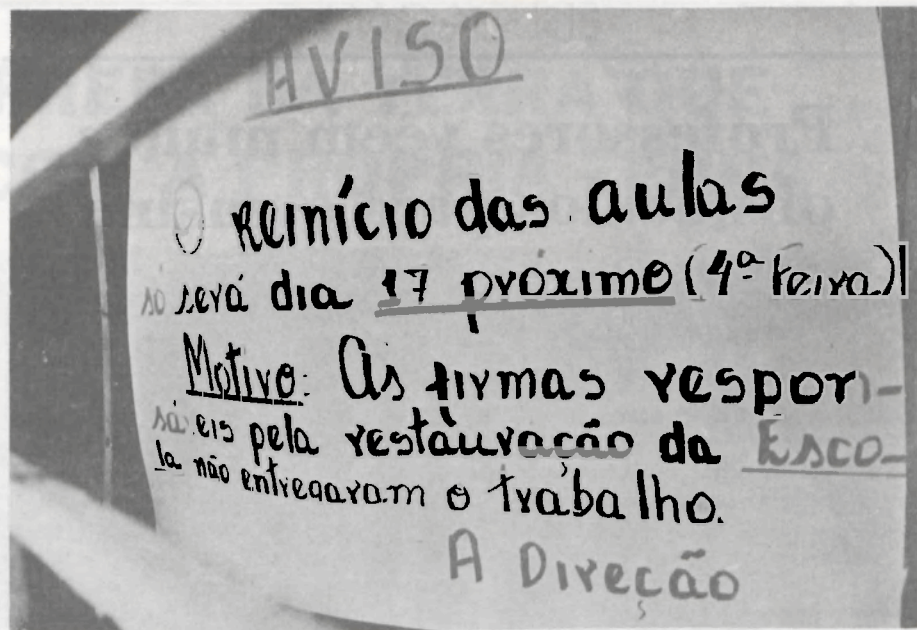 AVISO
O Reinício das aulas
só será dia 17 próximo (4ª feira)
Motivo: As firmas respon-
sáveis pela restauração da Esco-
la não entregaram o trabalho.
A Direção